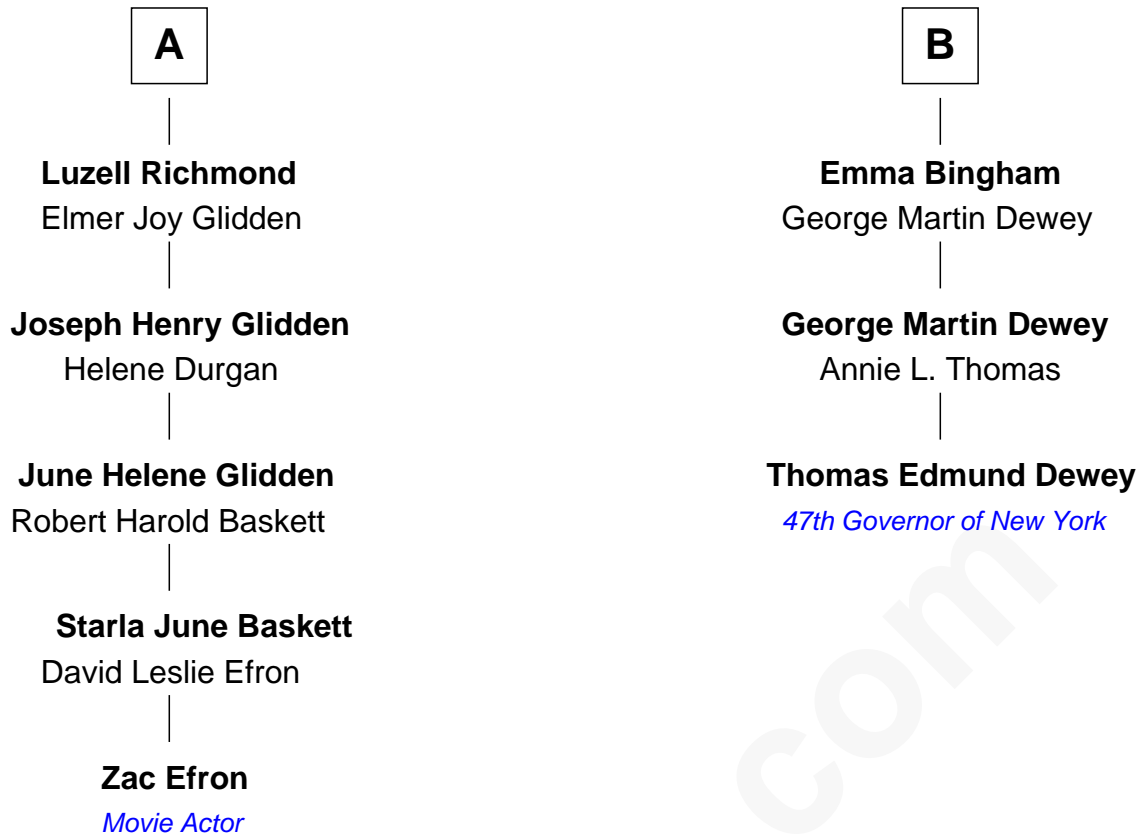 A
Luzell Richmond
Elmer Joy Glidden
Joseph Henry Glidden
Helene Durgan
June Helene Glidden
Robert Harold Baskett
Starla June Baskett
David Leslie Efron
Zac Efron
Movie Actor
B
Emma Bingham
George Martin Dewey
George Martin Dewey
Annie L. Thomas
Thomas Edmund Dewey
47th Governor of New York
com